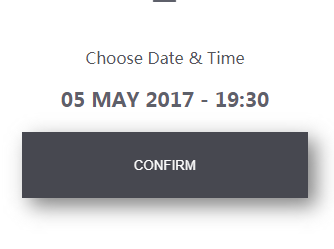 Choose Date & Time
05 MAY 2017 - 19:30
CONFIRM